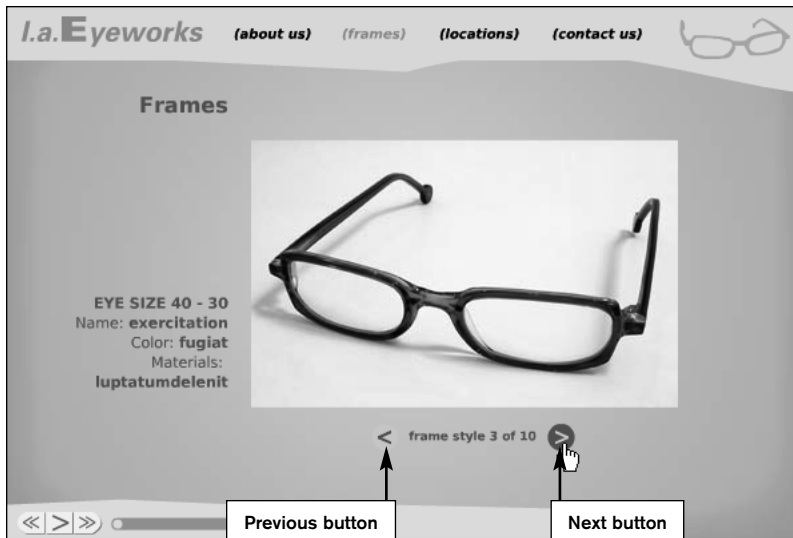 l.a.Eyeworks (about us) (frames) (locations) (contact us)
Frames
EYE SIZE 40 - 30
Name: exercitation
Color: fugiat
Materials:
luptatumdelenit
< frame style 3 of 10 >
Previous button
Next button